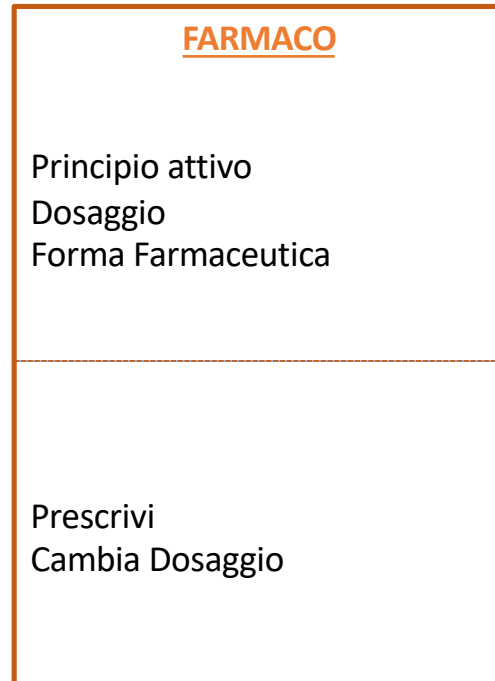 FARMACO
Principio attivo
Dosaggio
Forma Farmaceutica
Prescrivi
Cambia Dosaggio